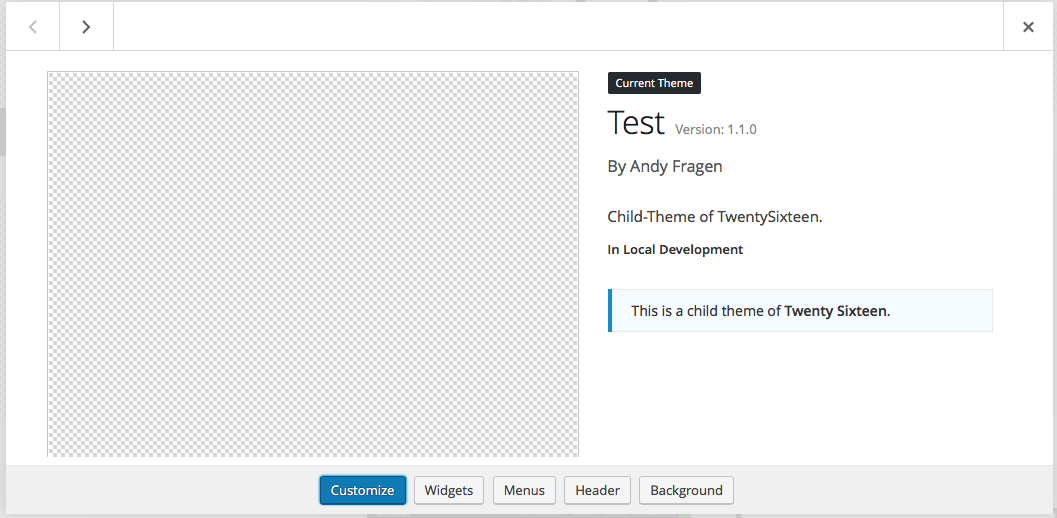 Current Theme
Test Version: 1.1.0
By Andy Fragen
Child-Theme of TwentySixteen.
In Local Development
This is a child theme of Twenty Sixteen.
Customize Widgets Menus Header Background